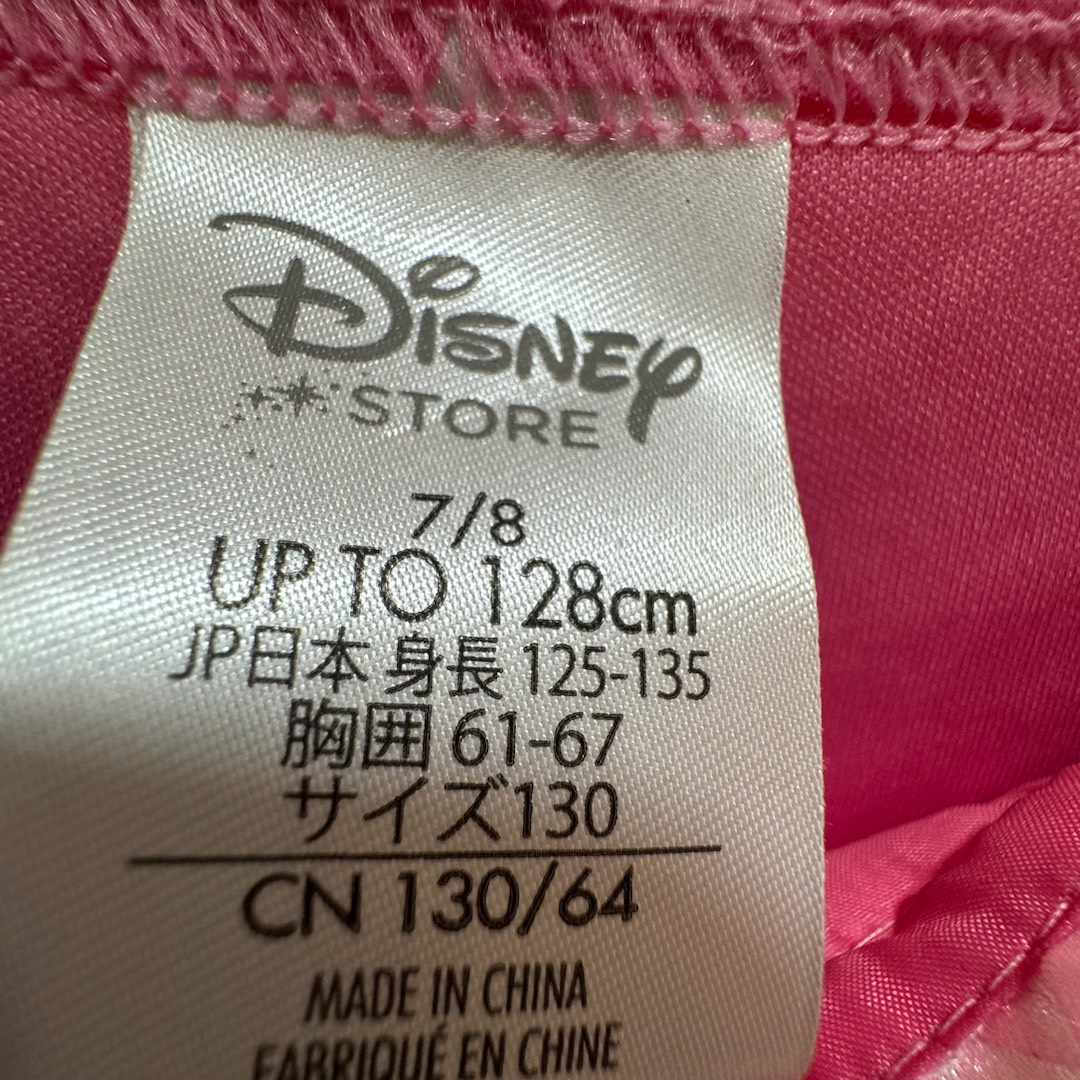 Disney
STORE
7/8
UP TO 128cm
JP日本 身長 125-135
胸囲 61-67
サイズ130
CN 130/64
MADE IN CHINA
FABRIQUÉ EN CHINE